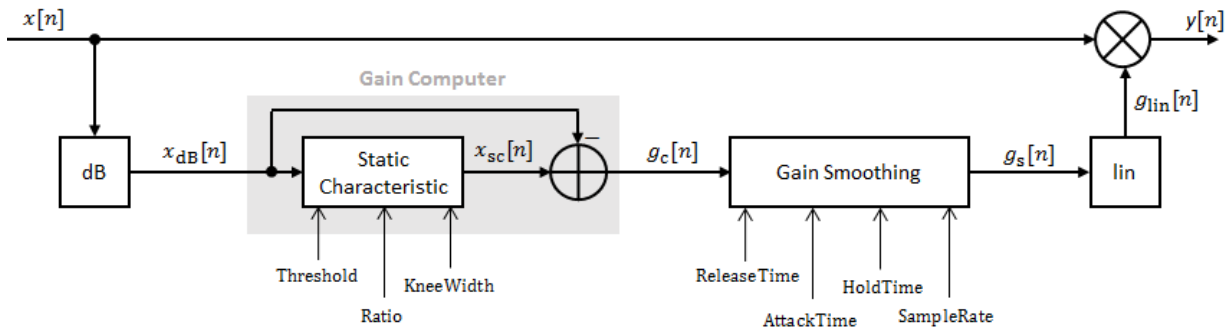 x[n]
y[n]
Gain Computer
g_lin[n]
−
x_dB[n]
x_sc[n]
g_c[n]
g_s[n]
dB
Static
Characteristic
Gain Smoothing
lin
Threshold
Ratio
KneeWidth
ReleaseTime
AttackTime
HoldTime
SampleRate